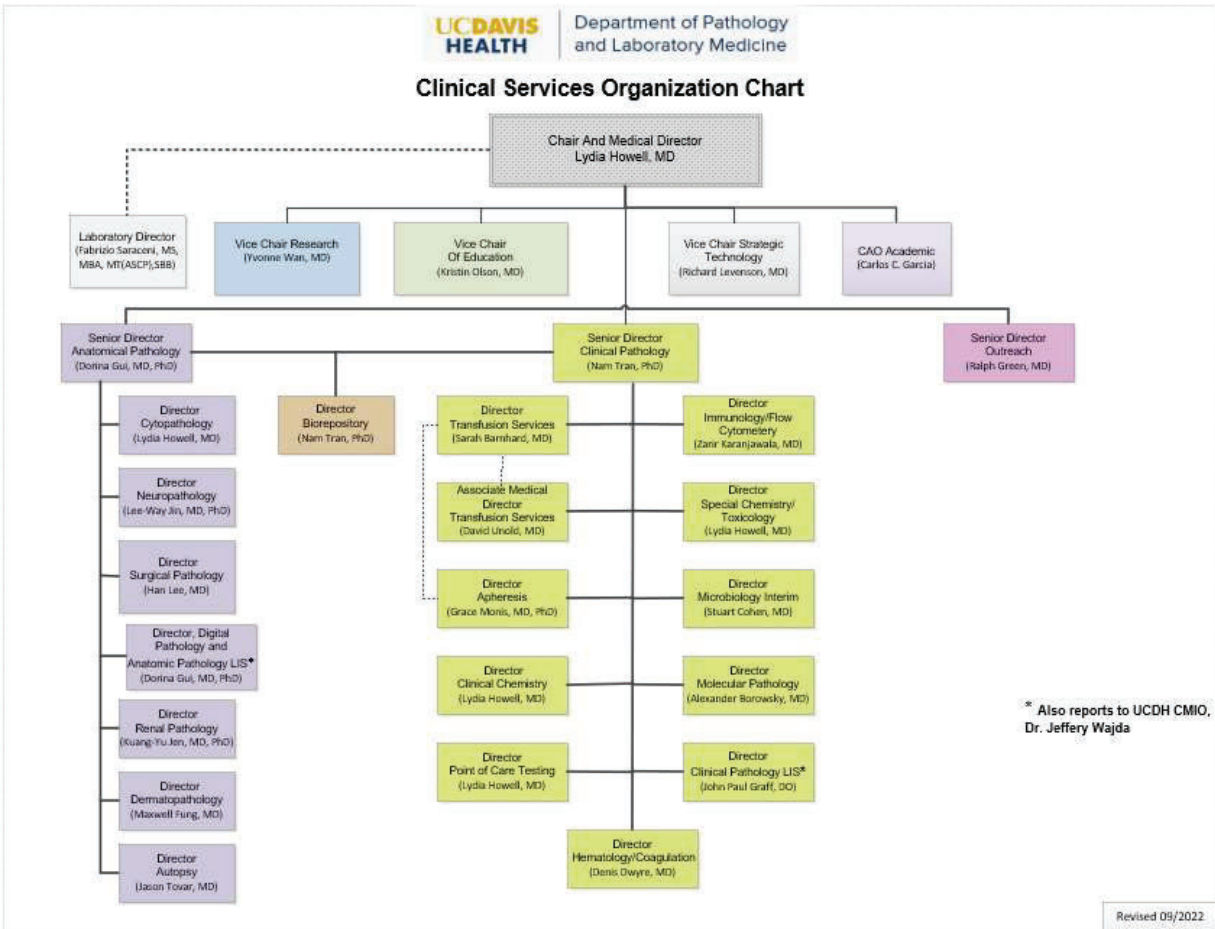 UCDAVIS
HEALTH
Department of Pathology
and Laboratory Medicine
Clinical Services Organization Chart
Chair And Medical Director
Lydia Howell, MD
Laboratory Director
(Fabrizio Saraceni, MS,
MBA, MT(ASCP),SBB)
Vice Chair Research
(Yvonne Wan, MD)
Vice Chair
Of Education
(Kristin Olson, MD)
Vice Chair Strategic
Technology
(Richard Levenson, MD)
CAO Academic
(Carlos C. Garcia)
Senior Director
Anatomical Pathology
(Dorina Gui, MD, PhD)
Senior Director
Clinical Pathology
(Nam Tran, PhD)
Senior Director
Outreach
(Ralph Green, MD)
Director
Cytopathology
(Lydia Howell, MD)
Director
Biorepository
(Nam Tran, PhD)
Director
Transfusion Services
(Sarah Barnhard, MD)
Director
Immunology/Flow
Cytometery
(Zarir Karanjawala, MD)
Director
Neuropathology
(Lee-Way Jin, MD, PhD)
Associate Medical
Director
Transfusion Services
(David Unold, MD)
Director
Special Chemistry/
Toxicology
(Lydia Howell, MD)
Director
Surgical Pathology
(Han Lee, MD)
Director
Apheresis
(Grace Monis, MD, PhD)
Director
Microbiology Interim
(Stuart Cohen, MD)
Director, Digital
Pathology and
Anatomic Pathology LIS*
(Dorina Gui, MD, PhD)
Director
Clinical Chemistry
(Lydia Howell, MD)
Director
Molecular Pathology
(Alexander Borowsky, MD)
* Also reports to UCDH CMIO,
Dr. Jeffery Wajda
Director
Renal Pathology
(Kuang-Yu Jen, MD, PhD)
Director
Point of Care Testing
(Lydia Howell, MD)
Director
Clinical Pathology LIS*
(John Paul Graff, DO)
Director
Dermatopathology
(Maxwell Fung, MD)
Director
Hematology/Coagulation
(Denis Dwyre, MD)
Director
Autopsy
(Jason Tovar, MD)
Revised 09/2022